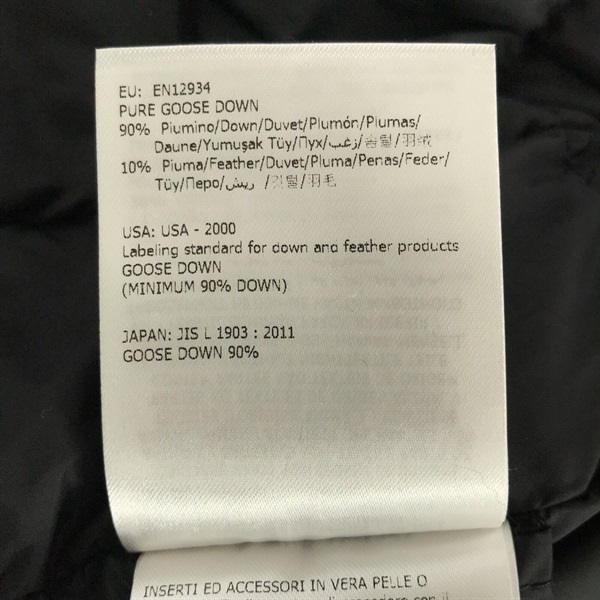 EU: EN12934
PURE GOOSE DOWN
90% Piumino/Down/Duvet/Plumón/Plumas/
Daune/Yumuşak Tüy/Пух/زغب/솜털/羽绒
10% Piuma/Feather/Duvet/Pluma/Penas/Feder/
Tüy/Перо/ريش /깃털/羽毛
USA: USA - 2000
Labeling standard for down and feather products
GOOSE DOWN
(MINIMUM 90% DOWN)
JAPAN: JIS L 1903 : 2011
GOOSE DOWN 90%
INSERTI ED ACCESSORI IN VERA PELLE O